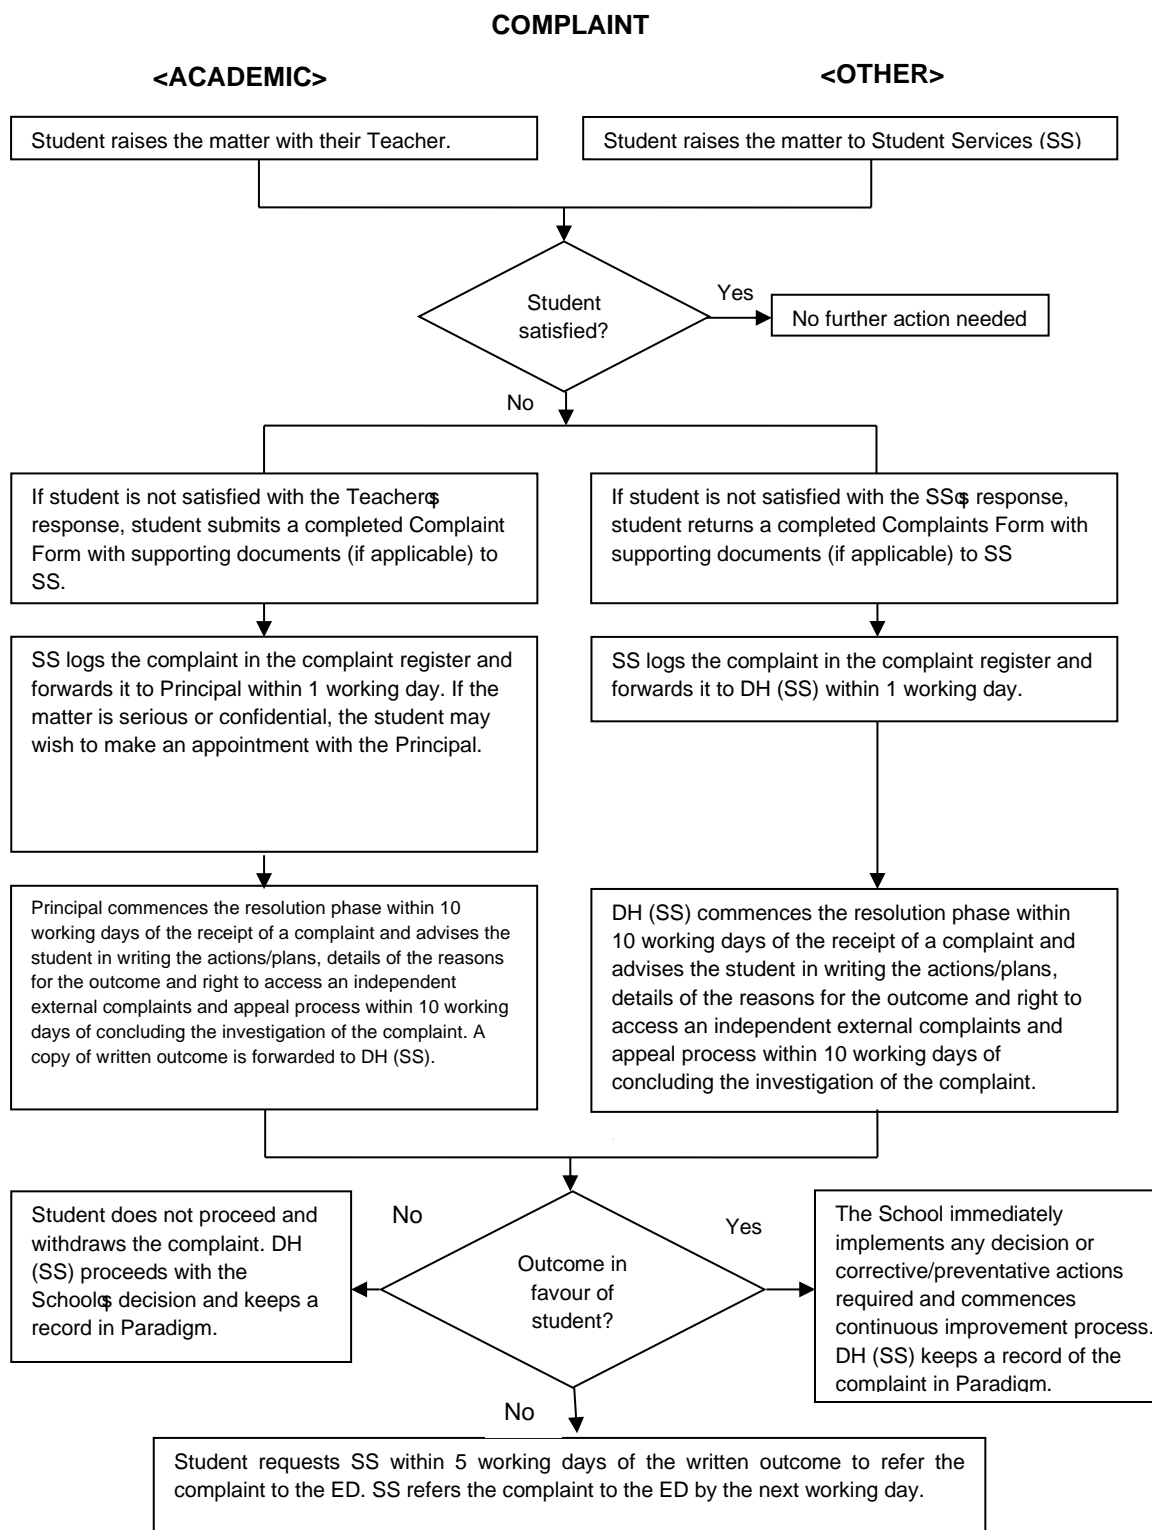 COMPLAINT
<ACADEMIC>
<OTHER>
Student raises the matter with their Teacher.
Student raises the matter to Student Services (SS)
Student
satisfied?
Yes
No further action needed
No
If student is not satisfied with the Teacherqs
response, student submits a completed Complaint
Form with supporting documents (if applicable) to
SS.
If student is not satisfied with the SSqs response,
student returns a completed Complaints Form with
supporting documents (if applicable) to SS
SS logs the complaint in the complaint register and
forwards it to Principal within 1 working day. If the
matter is serious or confidential, the student may
wish to make an appointment with the Principal.
SS logs the complaint in the complaint register and
forwards it to DH (SS) within 1 working day.
Principal commences the resolution phase within 10
working days of the receipt of a complaint and advises the
student in writing the actions/plans, details of the reasons
for the outcome and right to access an independent
external complaints and appeal process within 10 working
days of concluding the investigation of the complaint. A
copy of written outcome is forwarded to DH (SS).
DH (SS) commences the resolution phase within
10 working days of the receipt of a complaint and
advises the student in writing the actions/plans,
details of the reasons for the outcome and right to
access an independent external complaints and
appeal process within 10 working days of
concluding the investigation of the complaint.
Student does not proceed and
withdraws the complaint. DH
(SS) proceeds with the
Schoolqs decision and keeps a
record in Paradigm.
No
Outcome in
favour of
student?
Yes
The School immediately
implements any decision or
corrective/preventative actions
required and commences
continuous improvement process.
DH (SS) keeps a record of the
complaint in Paradigm.
No
Student requests SS within 5 working days of the written outcome to refer the
complaint to the ED. SS refers the complaint to the ED by the next working day.